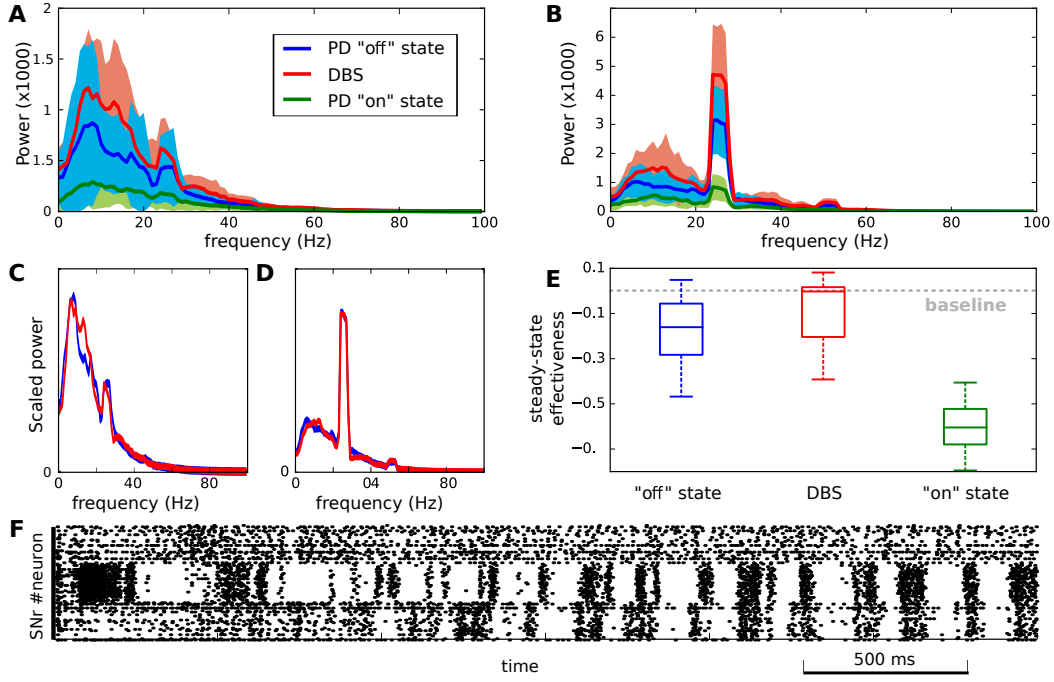 A
Power (x1000)
2
1.5
1
1.5
0
0 20 40 60 80 100
frequency (Hz)
PD "off" state
DBS
PD "on" state
B
Power (x1000)
6
5
4
3
2
1
0
0 20 40 60 80 100
frequency (Hz)
C
Scaled power
0
0 20 40 80
frequency (Hz)
D
0
0 04 80
frequency (Hz)
E
steady-state
effectiveness
0.1
−0.1
−0.3
−0.5
−0.
baseline
"off" state DBS "on" state
F
SNr #neuron
time
500 ms